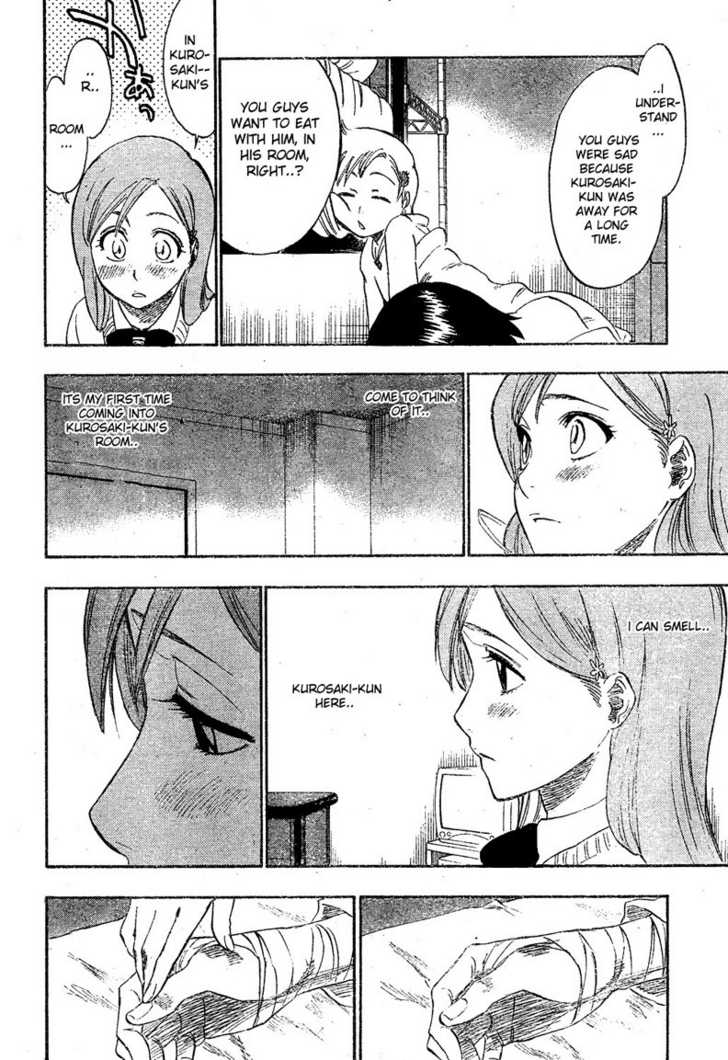 ..I
UNDER-
STAND
...
YOU GUYS
WERE SAD
BECAUSE
KUROSAKI-
KUN WAS
AWAY FOR
A LONG
TIME.
YOU GUYS
WANT TO EAT
WITH HIM, IN
HIS ROOM,
RIGHT..?
IN
KURO-
SAKI--
KUN'S
..
R..
ROOM
...
COME TO THINK
OF IT..
ITS MY FIRST TIME
COMING INTO
KUROSAKI-KUN'S
ROOM..
I CAN SMELL..
KUROSAKI-KUN
HERE..